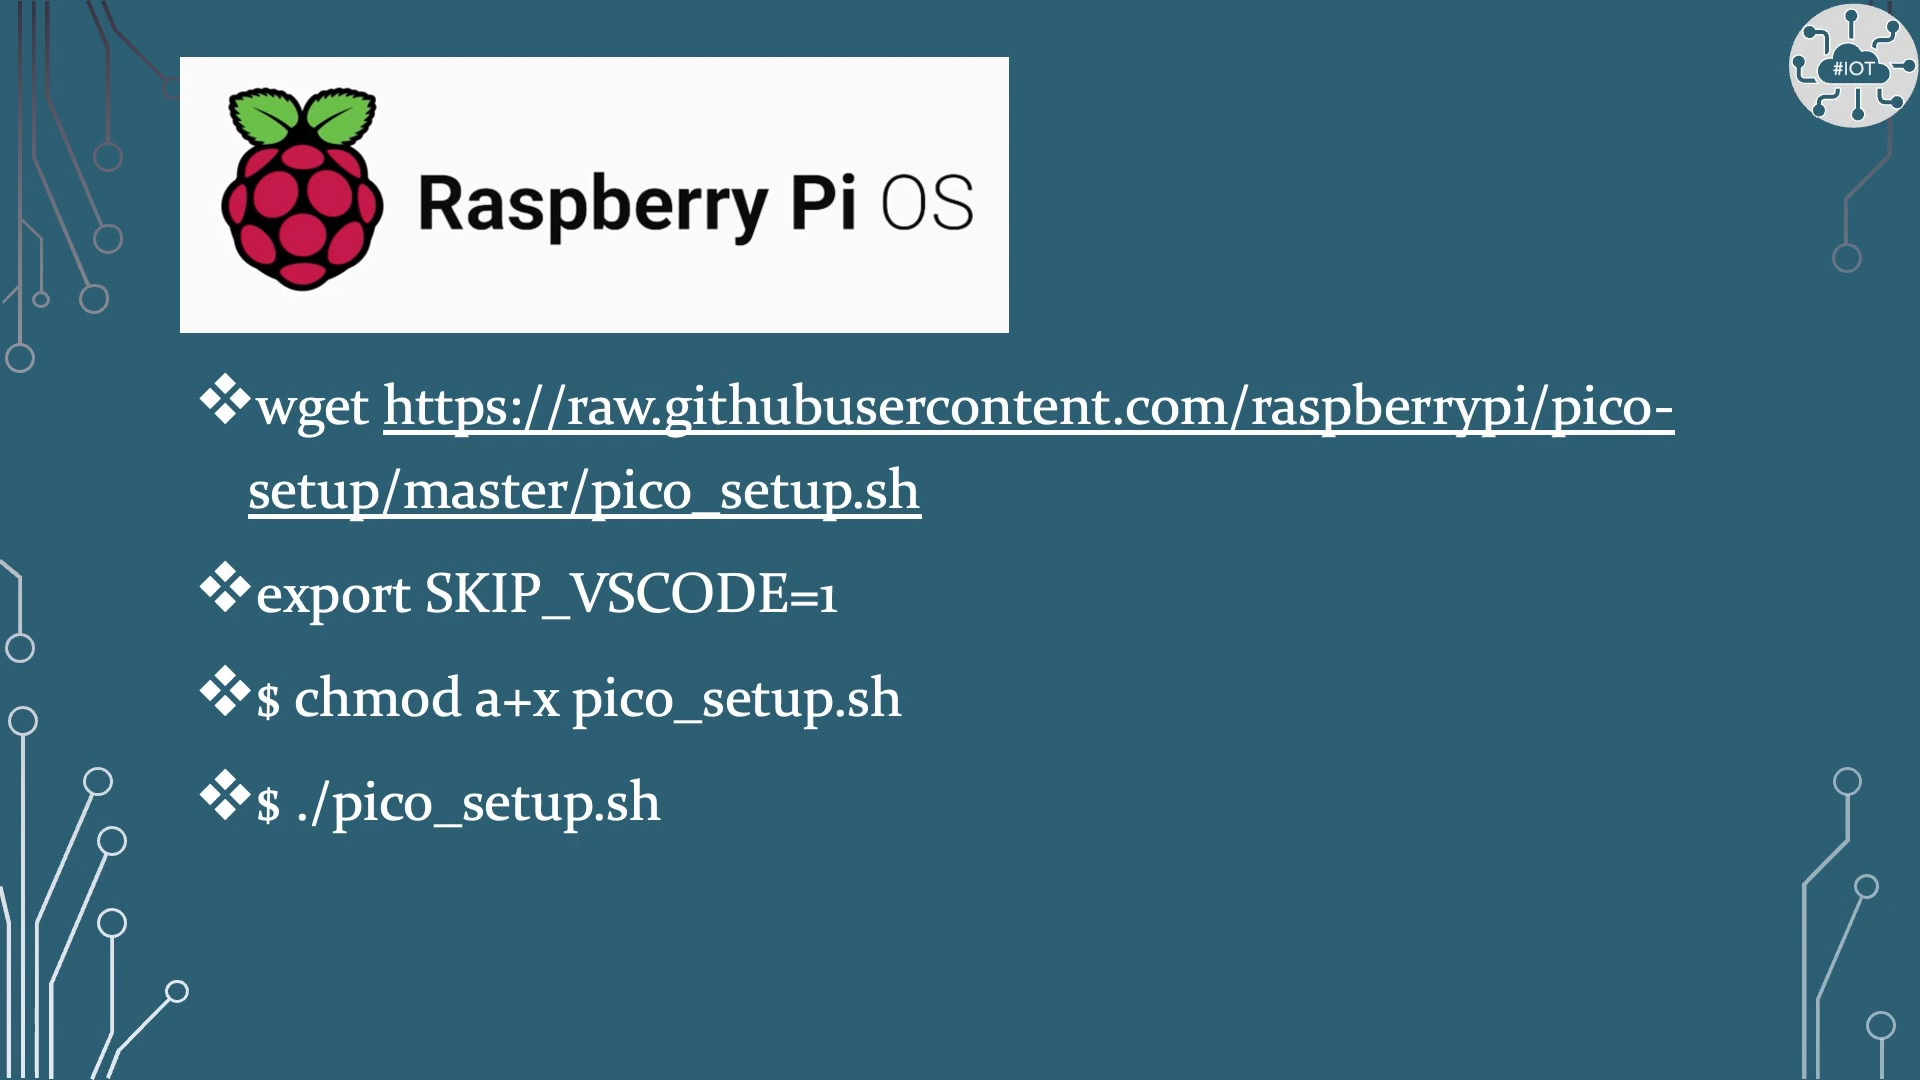 #IOT
Raspberry Pi OS
❖wget https://raw.githubusercontent.com/raspberrypi/pico-
setup/master/pico_setup.sh
❖export SKIP_VSCODE=1
❖$ chmod a+x pico_setup.sh
❖$ ./pico_setup.sh